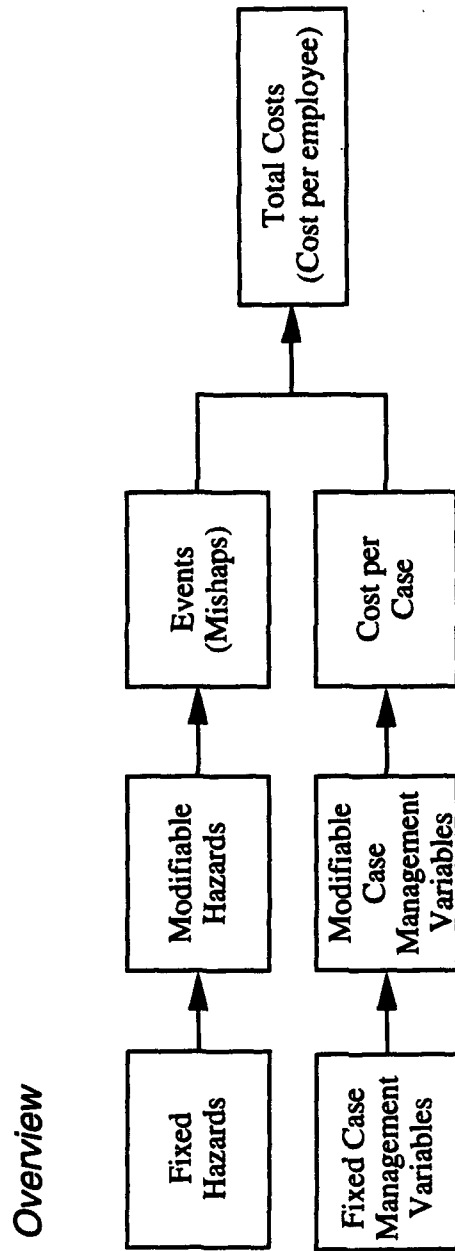 Overview
Fixed
Hazards
Modifiable
Hazards
Events
(Mishaps)
Fixed Case
Management
Variables
Modifiable
Case
Management
Variables
Cost per
Case
Total Costs
(Cost per employee)